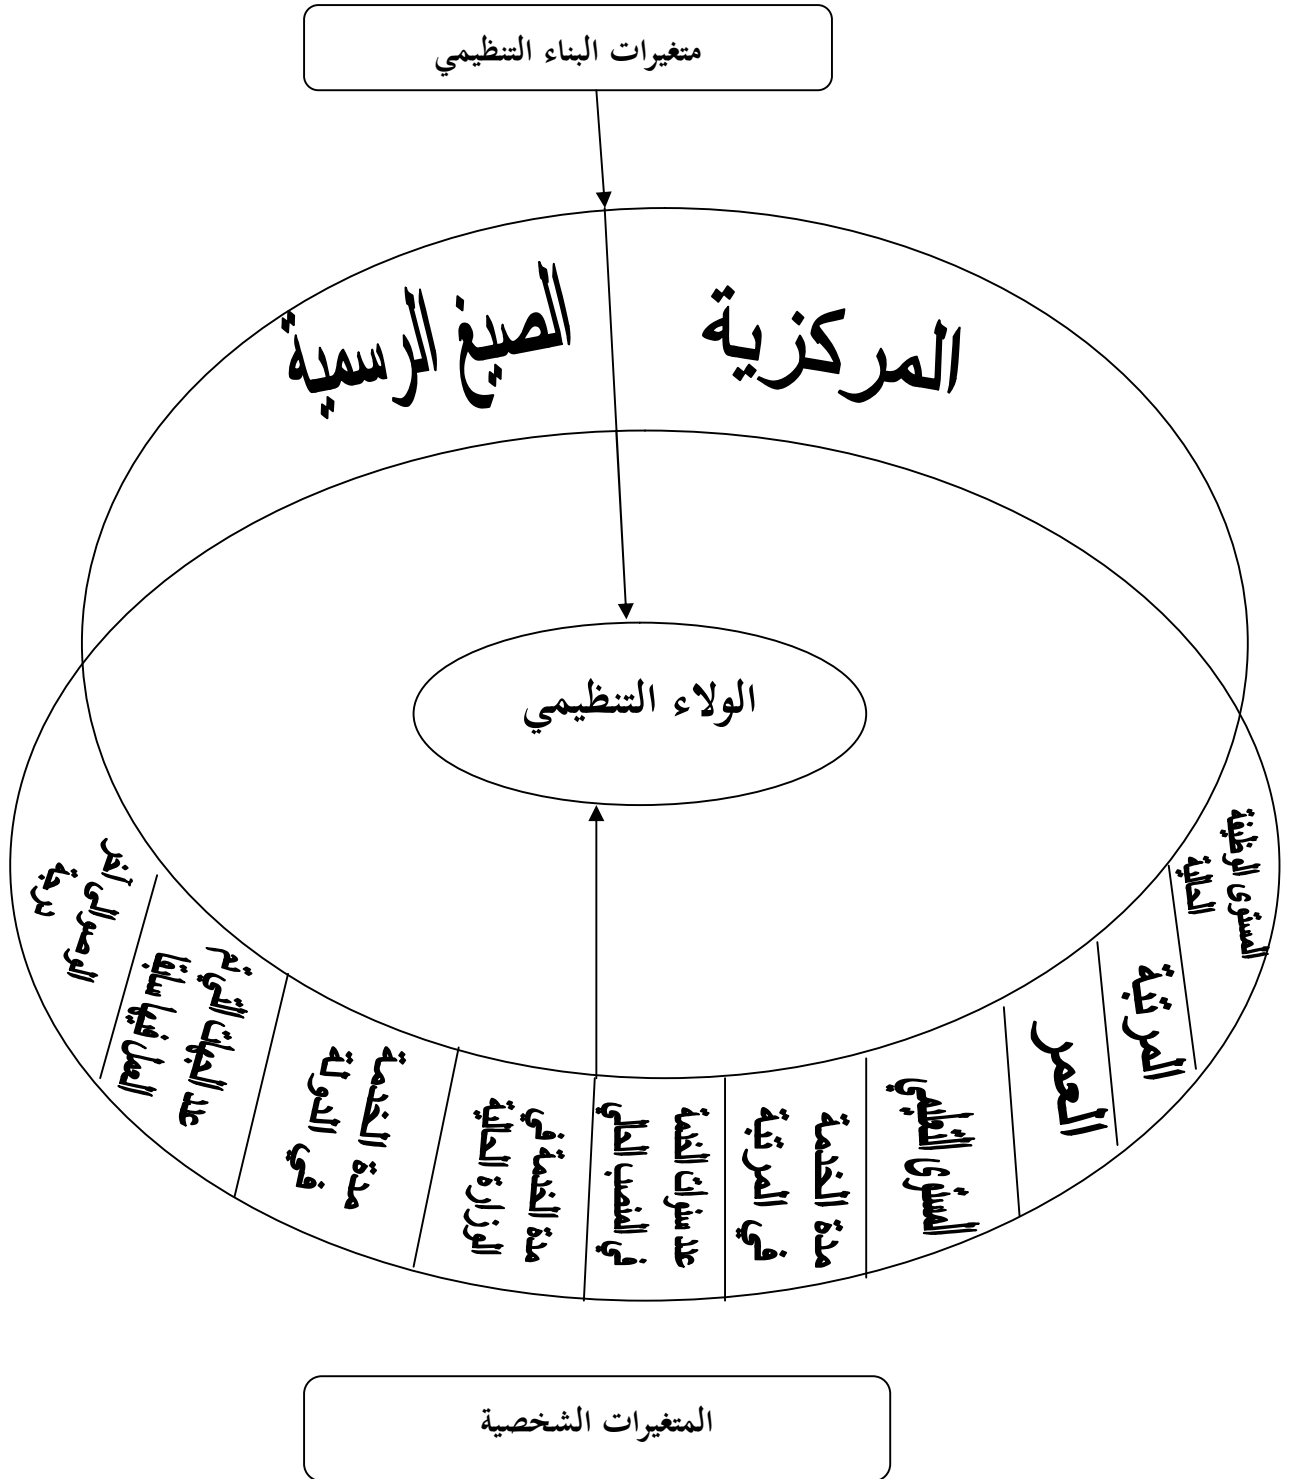 متغيرات البناء التنظيمي
المركزية
الصيغ الرسمية
الولاء التنظيمي
المستوى الوظيفة
الحالية
المرتبة
العمر
المستوى التعليمي
مدة الخدمة
في المرتبة
عدد سنوات الخدمة
في المنصب الحالي
مدة الخدمة في
الوزارة الحالية
مدة الخدمة
في الدولة
عدد الجهات التي تم
العمل فيها سابقا
آخر
درجة
المتغيرات الشخصية